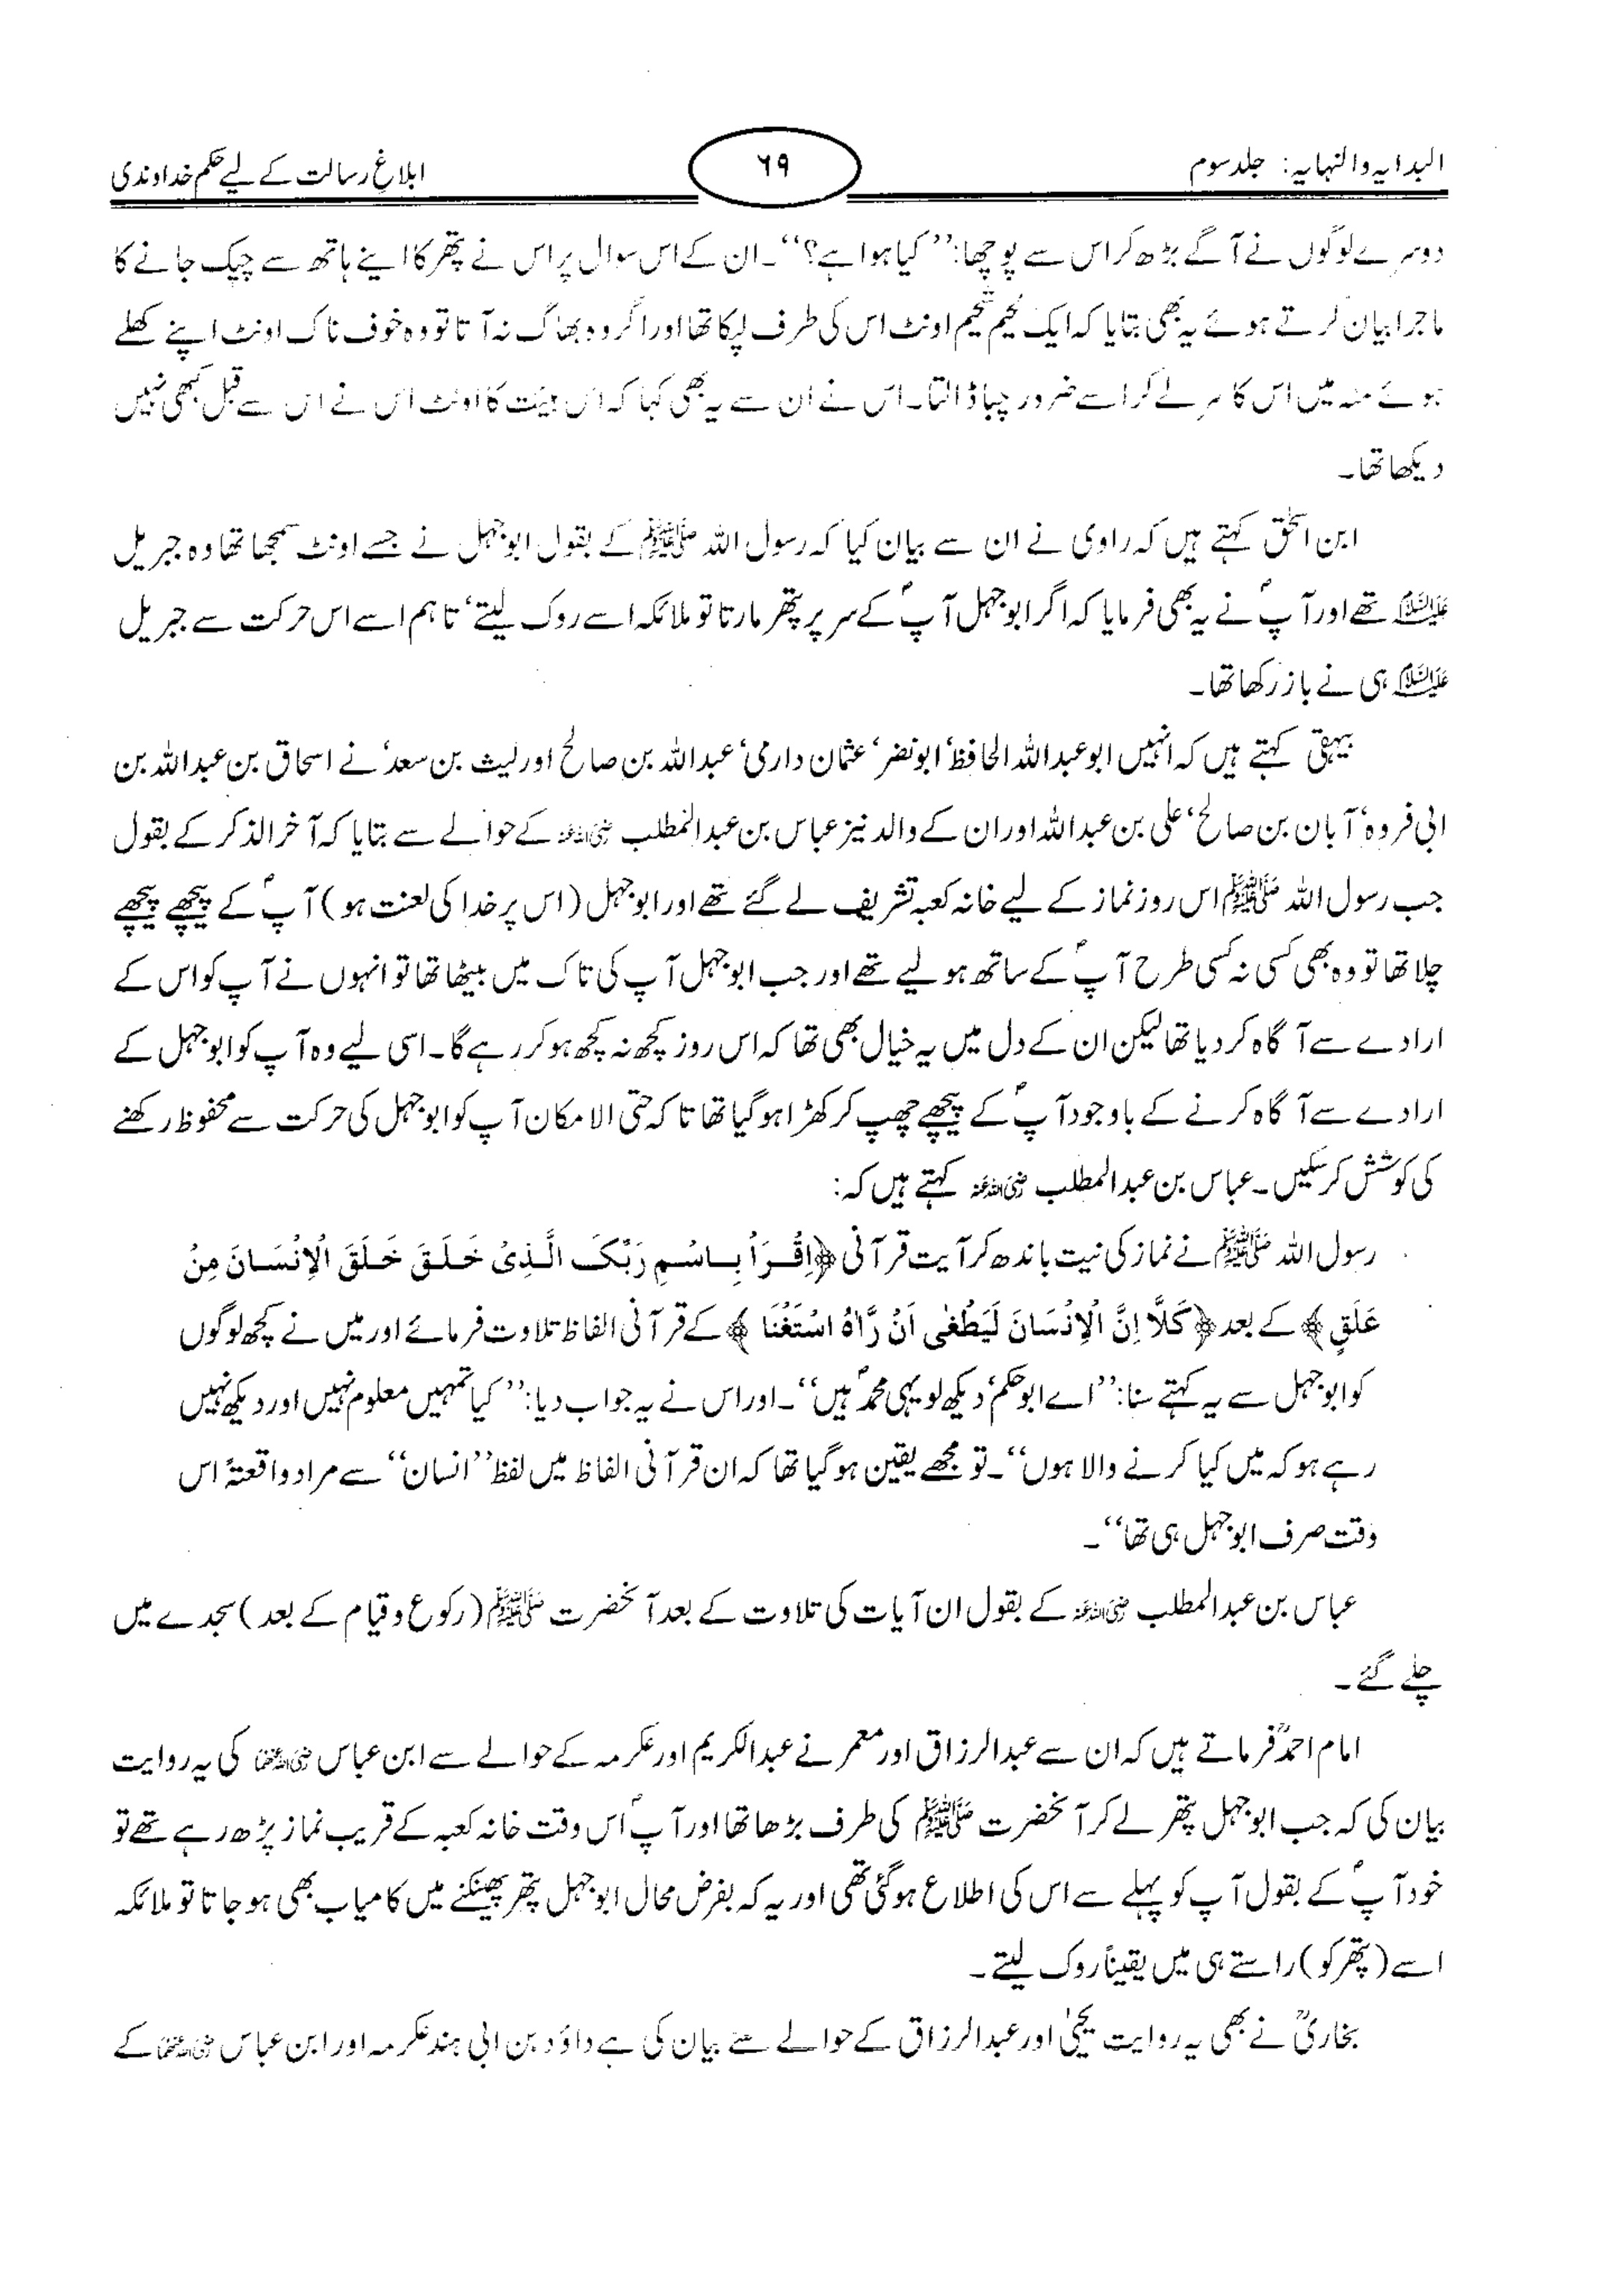 البدایہ والنہایہ: جلد سوم
۶۹
ابلاغِ رسالت کے لیے حکم خداوندی
دوسرے لوگوں نے آگے بڑھ کر اس سے پوچھا: ’’کیا ہوا ہے؟‘‘۔ ان کے اس سوال پر اس نے پتھر کا اپنے ہاتھ سے چپک جانے کا
ماجرا بیان کرتے ہوئے یہ بھی بتایا کہ ایک لحیم شحیم اونٹ اس کی طرف لپکا تھا اور اگر وہ بھاگ نہ آتا تو وہ خوف ناک اونٹ اپنے کھلے
ہوئے منہ میں اس کا سر لے کر اسے ضرور چبا ڈالتا۔ اس نے ان سے یہ بھی کہا کہ اس ہیئت کا اونٹ اس نے اس سے قبل کبھی نہیں
دیکھا تھا۔
ابن اسحٰق کہتے ہیں کہ راوی نے ان سے بیان کیا کہ رسول اللہ ﷺ کے بقول ابوجہل نے جسے اونٹ سمجھا تھا وہ جبریل
علیہ السلام تھے اور آپؐ نے یہ بھی فرمایا کہ اگر ابوجہل آپؐ کے سر پر پتھر مارتا تو ملائکہ اسے روک لیتے‘ تاہم اسے اس حرکت سے جبریل
علیہ السلام ہی نے باز رکھا تھا۔
بیہقی کہتے ہیں کہ انہیں ابوعبداللہ الحافظ‘ ابونضر‘ عثمان دارمی‘ عبداللہ بن صالح اور لیث بن سعد‘ نے اسحاق بن عبداللہ بن
ابی فروہ‘ آبان بن صالح‘ علی بن عبداللہ اور ان کے والد نیز عباس بن عبدالمطلب رضی اللہ عنہ کے حوالے سے بتایا کہ آخر الذکر کے بقول
جب رسول اللہ ﷺ اس روز نماز کے لیے خانہ کعبہ تشریف لے گئے تھے اور ابوجہل (اس پر خدا کی لعنت ہو) آپؐ کے پیچھے پیچھے
چلا تھا تو وہ بھی کسی نہ کسی طرح آپؐ کے ساتھ ہو لیے تھے اور جب ابوجہل آپ کی تاک میں بیٹھا تھا تو انہوں نے آپ کو اس کے
ارادے سے آگاہ کر دیا تھا لیکن ان کے دل میں یہ خیال بھی تھا کہ اس روز کچھ نہ کچھ ہو کر رہے گا۔ اسی لیے وہ آپ کو ابوجہل کے
ارادے سے آگاہ کرنے کے باوجود آپؐ کے پیچھے چھپ کر کھڑا ہو گیا تھا تا کہ حتی الامکان آپ کو ابوجہل کی حرکت سے محفوظ رکھنے
کی کوشش کر سکیں۔ عباس بن عبدالمطلب رضی اللہ عنہ کہتے ہیں کہ:
رسول اللہ ﷺ نے نماز کی نیت باندھ کر آیت قرآنی ﴿اِقْرَأْ بِاسْمِ رَبِّکَ الَّذِیْ خَلَقَ خَلَقَ الْاِنْسَانَ مِنْ
عَلَقٍ﴾ کے بعد ﴿کَلَّا اِنَّ الْاِنْسَانَ لَیَطْغٰی اَنْ رَّاٰہُ اسْتَغْنَا﴾ کے قرآنی الفاظ تلاوت فرمائے اور میں نے کچھ لوگوں
کو ابوجہل سے یہ کہتے سنا: ’’اے ابوحکم‘ دیکھ لو یہی محمدؐ ہیں‘‘۔ اور اس نے یہ جواب دیا: ’’کیا تمہیں معلوم نہیں اور دیکھ نہیں
رہے ہو کہ میں کیا کرنے والا ہوں‘‘۔ تو مجھے یقین ہو گیا تھا کہ ان قرآنی الفاظ میں لفظ ’’انسان‘‘ سے مراد واقعتہً اس
وقت صرف ابوجہل ہی تھا‘‘۔
عباس بن عبدالمطلب رضی اللہ عنہ کے بقول ان آیات کی تلاوت کے بعد آنحضرت ﷺ (رکوع و قیام کے بعد) سجدے میں
چلے گئے۔
امام احمدؒ فرماتے ہیں کہ ان سے عبدالرزاق اور معمر نے عبدالکریم اور عکرمہ کے حوالے سے ابن عباس رضی اللہ عنہما کی یہ روایت
بیان کی کہ جب ابوجہل پتھر لے کر آنحضرت ﷺ کی طرف بڑھا تھا اور آپؐ اس وقت خانہ کعبہ کے قریب نماز پڑھ رہے تھے تو
خود آپؐ کے بقول آپ کو پہلے سے اس کی اطلاع ہو گئی تھی اور یہ کہ بفرض محال ابوجہل پتھر پھینکنے میں کامیاب بھی ہو جاتا تو ملائکہ
اسے (پتھر کو) راستے ہی میں یقیناً روک لیتے۔
بخاریؒ نے بھی یہ روایت یحییٰ اور عبدالرزاق کے حوالے سے بیان کی ہے داؤد بن ابی ہند عکرمہ اور ابن عباس رضی اللہ عنہما کے